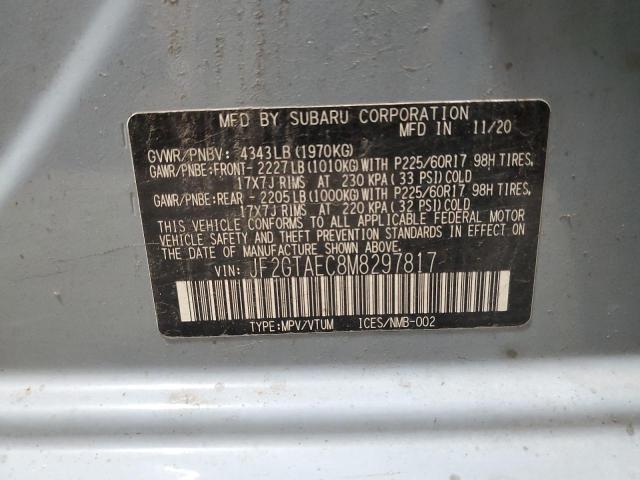 MFD BY SUBARU CORPORATION
MFD IN 11/20
GVWR/PNBV: 4343LB(1970KG)
GAWR/PNBE:FRONT- 2227LB(1010KG)WITH P225/60R17 98H TIRES,
17X7J RIMS AT 230 KPA(33 PSI)COLD
GAWR/PNBE:REAR - 2205LB(1000KG)WITH P225/60R17 98H TIRES,
17X7J RIMS AT 220 KPA(32 PSI)COLD
THIS VEHICLE CONFORMS TO ALL APPLICABLE FEDERAL MOTOR
VEHICLE SAFETY AND THEFT PREVENTION STANDARDS IN EFFECT ON
THE DATE OF MANUFACTURE SHOWN ABOVE.
VIN: JF2GTAEC8M8297817
TYPE:MPV/VTUM ICES/NMB-002